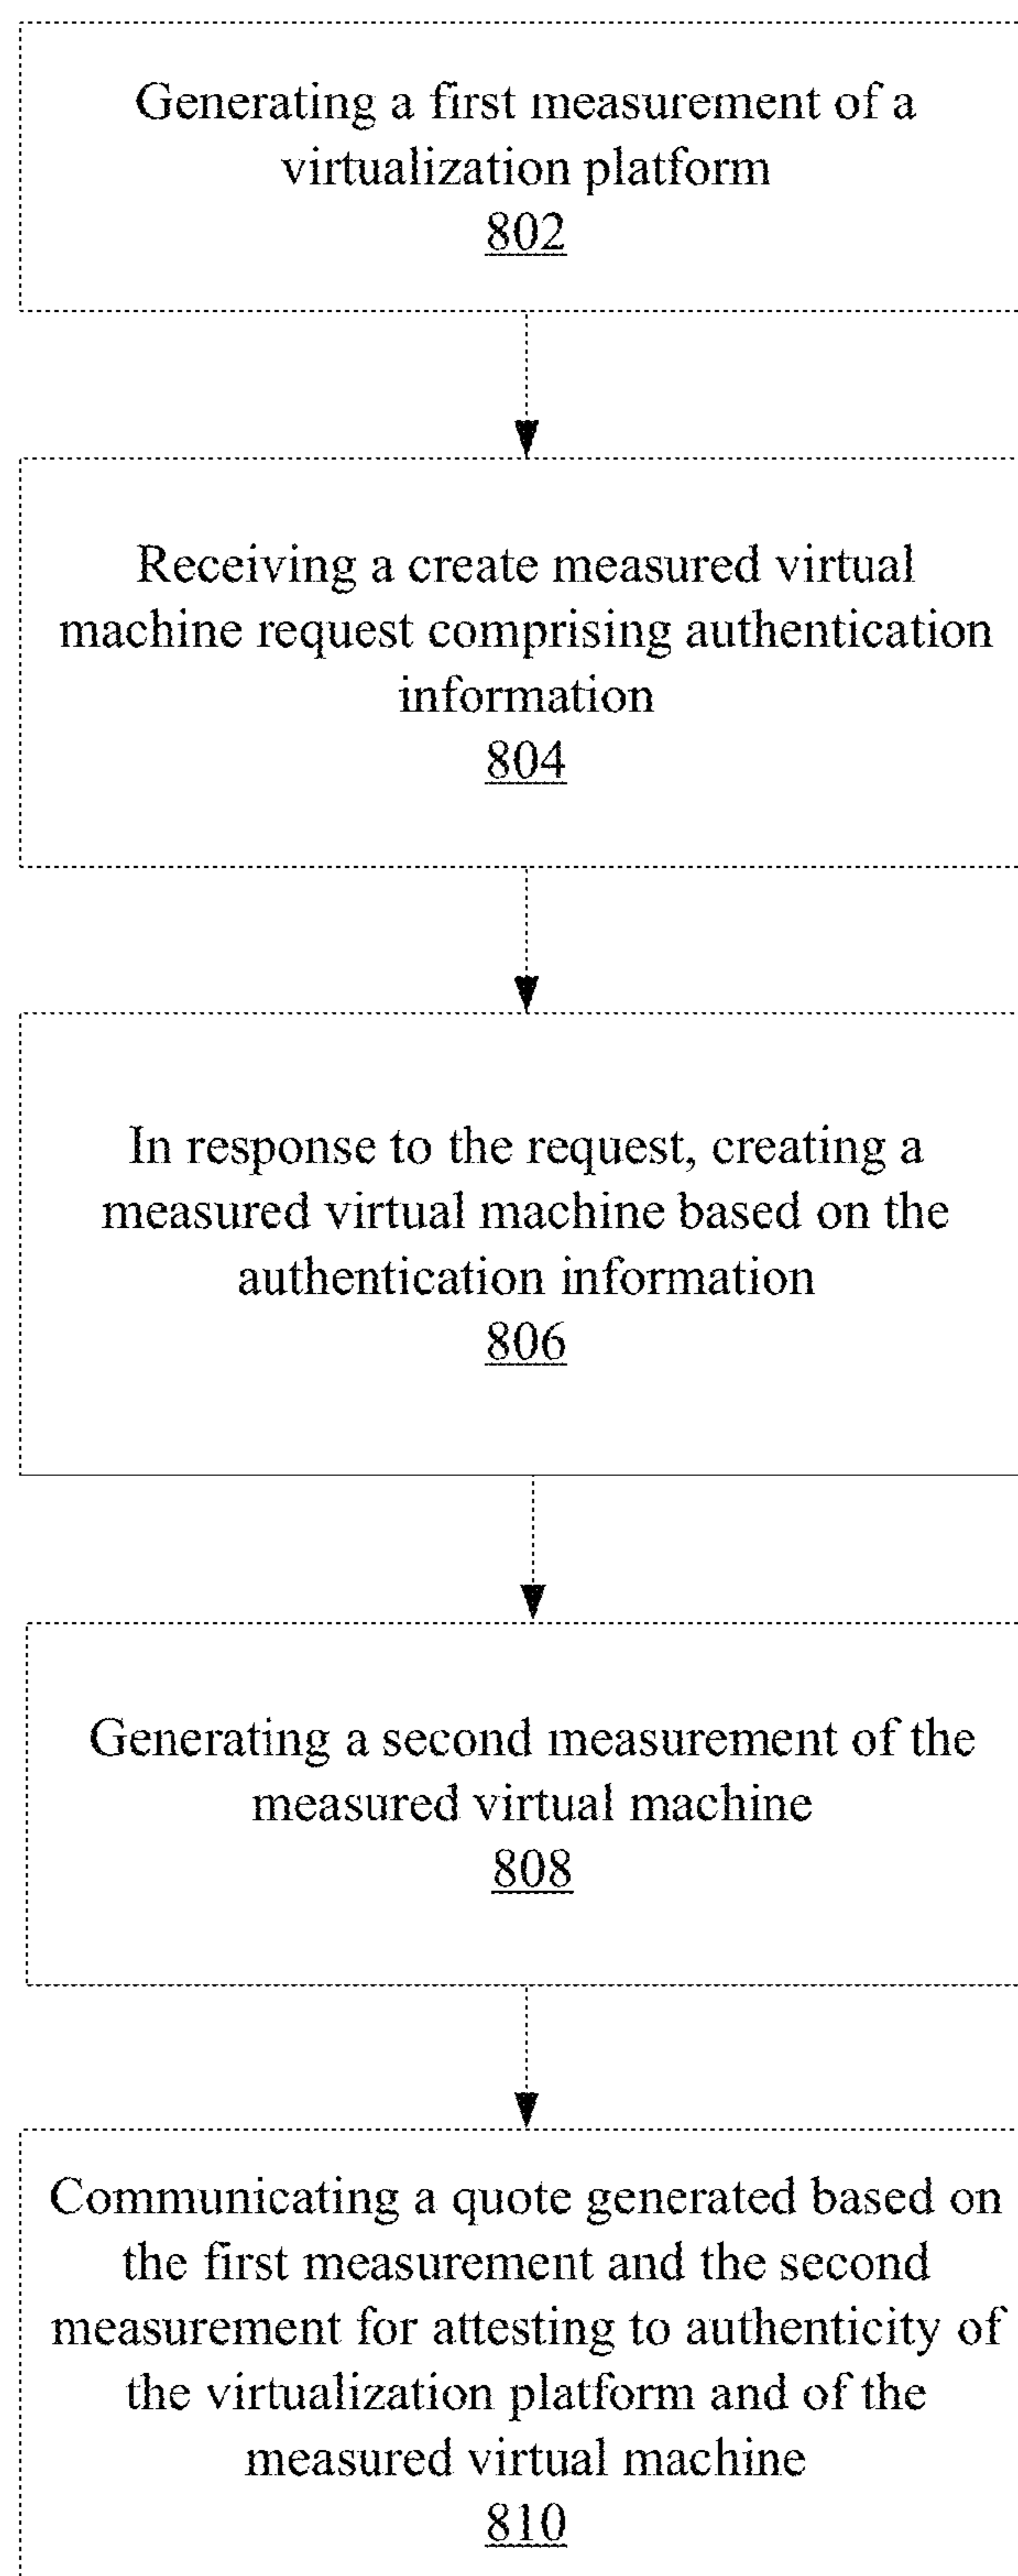 Generating a first measurement of a
virtualization platform
802
Receiving a create measured virtual
machine request comprising authentication
information
804
In response to the request, creating a
measured virtual machine based on the
authentication information
806
Generating a second measurement of the
measured virtual machine
808
Communicating a quote generated based on
the first measurement and the second
measurement for attesting to authenticity of
the virtualization platform and of the
measured virtual machine
810